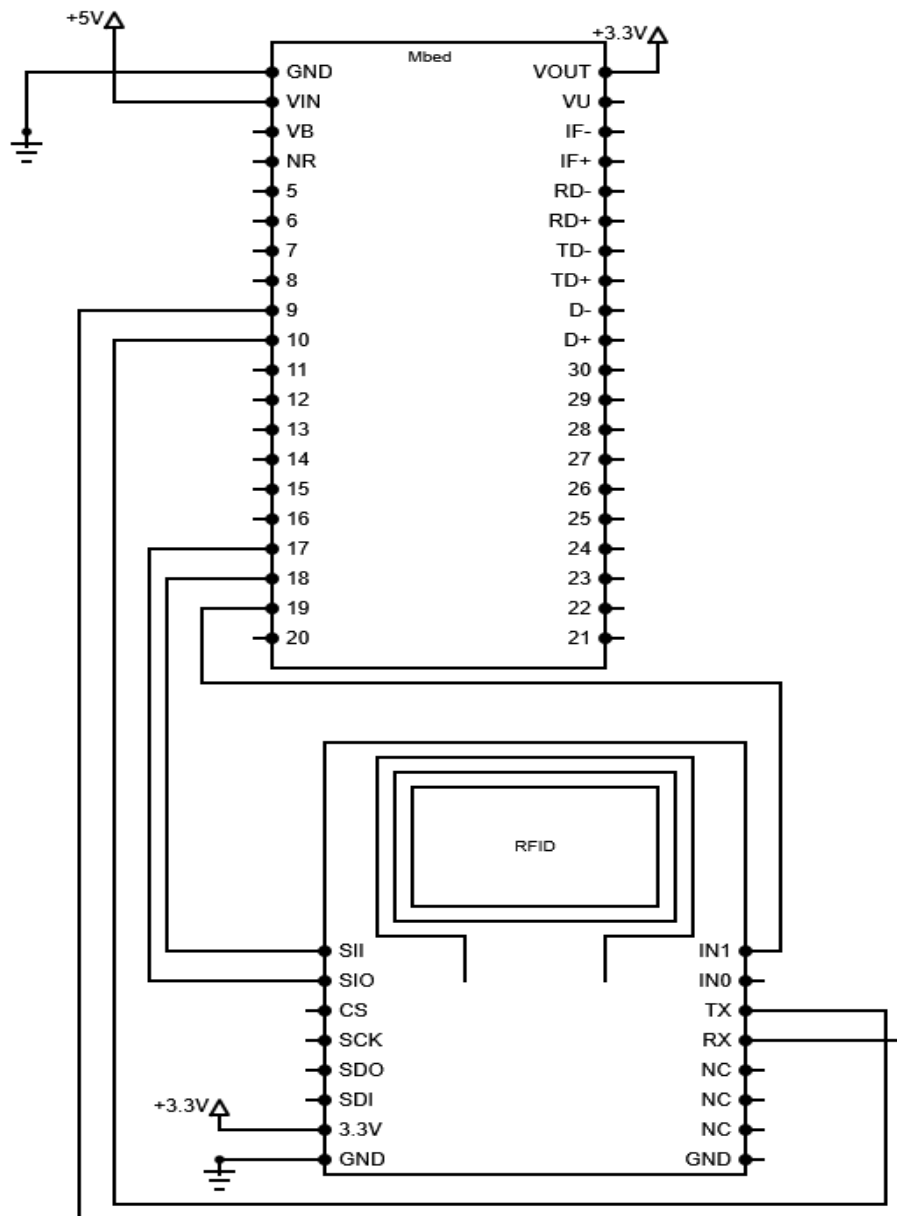 +5V
+3.3V
Mbed
GND VOUT
VIN VU
VB IF-
NR IF+
5 RD-
6 RD+
7 TD-
8 TD+
9 D-
10 D+
11 30
12 29
13 28
14 27
15 26
16 25
17 24
18 23
19 22
20 21
RFID
SII IN1
SIO IN0
CS TX
SCK RX
SDO NC
SDI NC
+3.3V
3.3V NC
GND GND